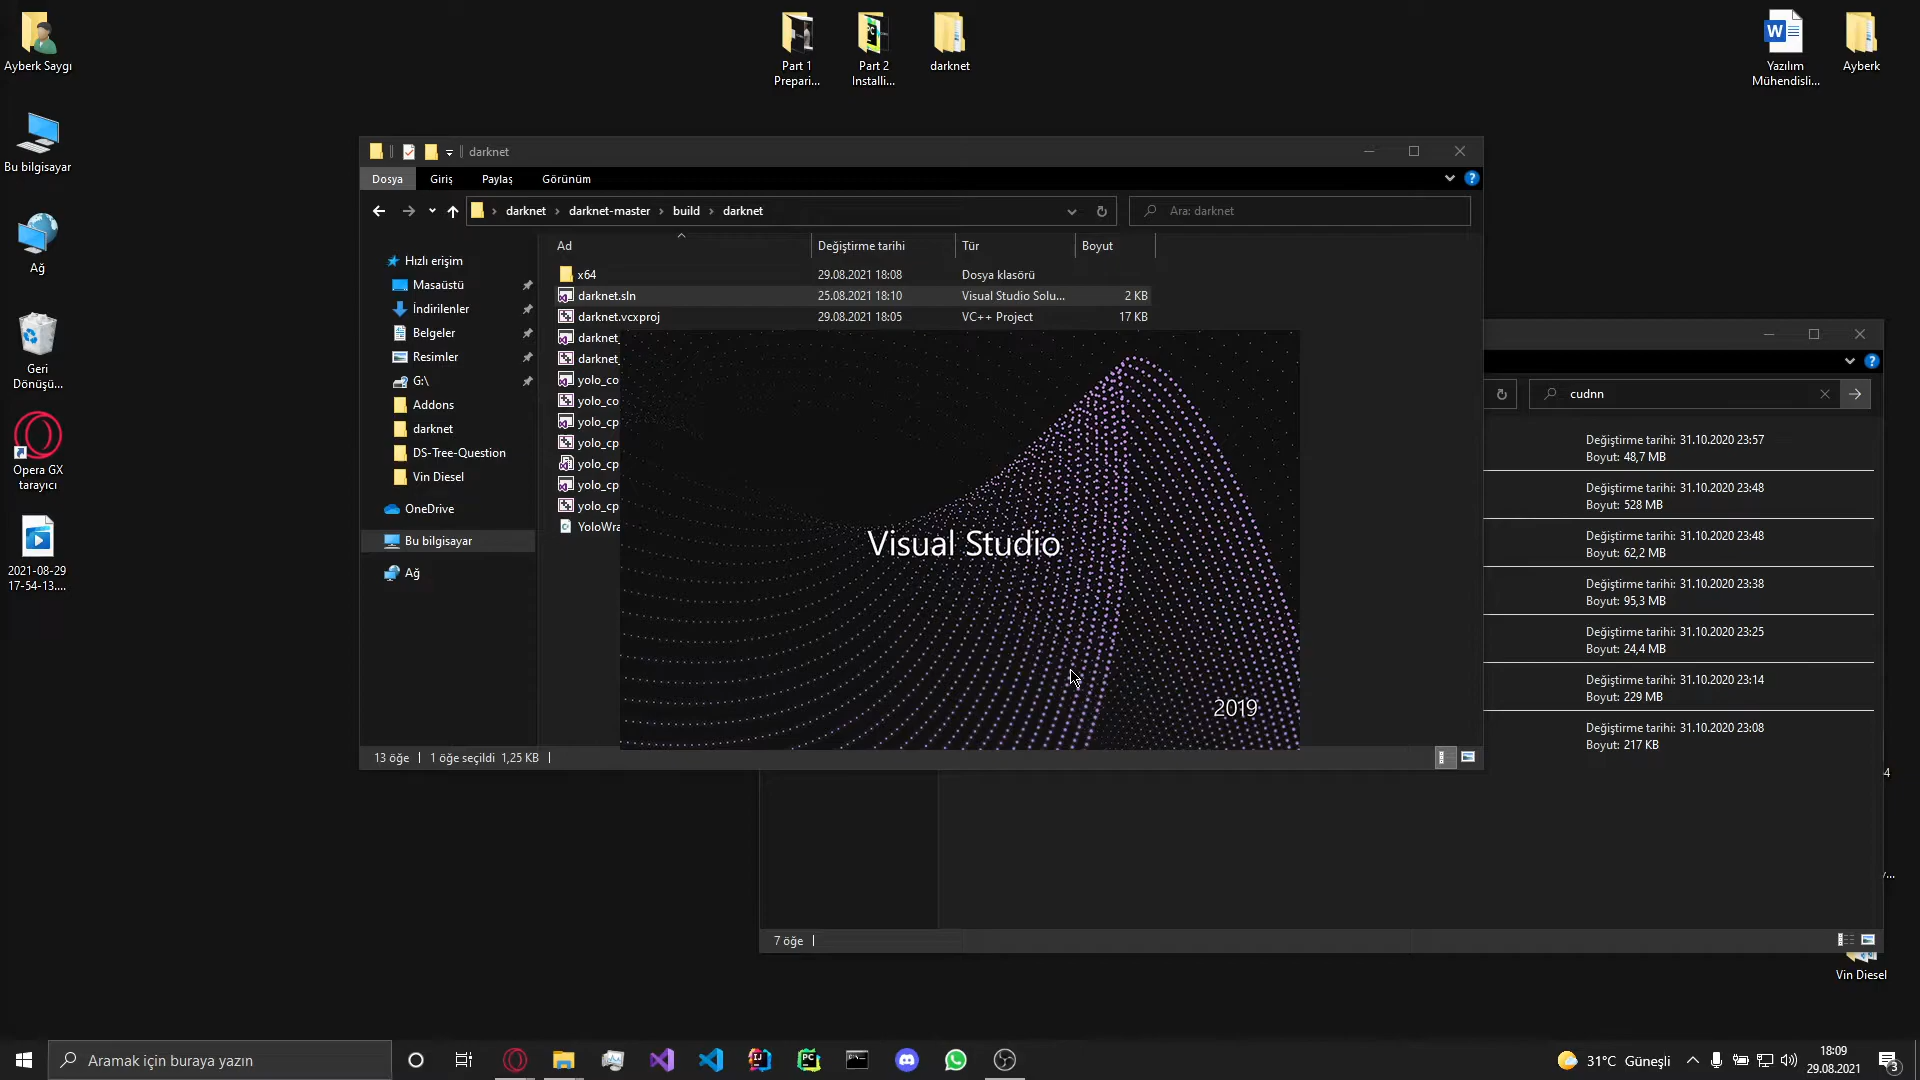 Ayberk Saygı
Bu bilgisayar
Ağ
Geri
Dönüşü...
Opera GX
tarayıcı
2021-08-29
17-54-13....
Part 1
Prepari...
Part 2
Installi...
darknet
Yazılım
Mühendisli...
Ayberk
darknet
Dosya Giriş Paylaş Görünüm
darknet › darknet-master › build › darknet
Ara: darknet
Hızlı erişim
Masaüstü
İndirilenler
Belgeler
Resimler
G:\
Addons
darknet
DS-Tree-Question
Vin Diesel
OneDrive
Bu bilgisayar
Ağ
Ad Değiştirme tarihi Tür Boyut
x64 29.08.2021 18:08 Dosya klasörü
darknet.sln 25.08.2021 18:10 Visual Studio Solu... 2 KB
darknet.vcxproj 29.08.2021 18:05 VC++ Project 17 KB
darknet_
darknet_
yolo_co
yolo_co
yolo_cp
yolo_cp
yolo_cp
yolo_cp
yolo_cp
YoloWra
Visual Studio
2019
13 öğe 1 öğe seçildi 1,25 KB
cudnn
Değiştirme tarihi: 31.10.2020 23:57
Boyut: 48,7 MB
Değiştirme tarihi: 31.10.2020 23:48
Boyut: 528 MB
Değiştirme tarihi: 31.10.2020 23:48
Boyut: 62,2 MB
Değiştirme tarihi: 31.10.2020 23:38
Boyut: 95,3 MB
Değiştirme tarihi: 31.10.2020 23:25
Boyut: 24,4 MB
Değiştirme tarihi: 31.10.2020 23:14
Boyut: 229 MB
Değiştirme tarihi: 31.10.2020 23:08
Boyut: 217 KB
7 öğe
4
Vin Diesel
Aramak için buraya yazın
31°C Güneşli
18:09
29.08.2021
3